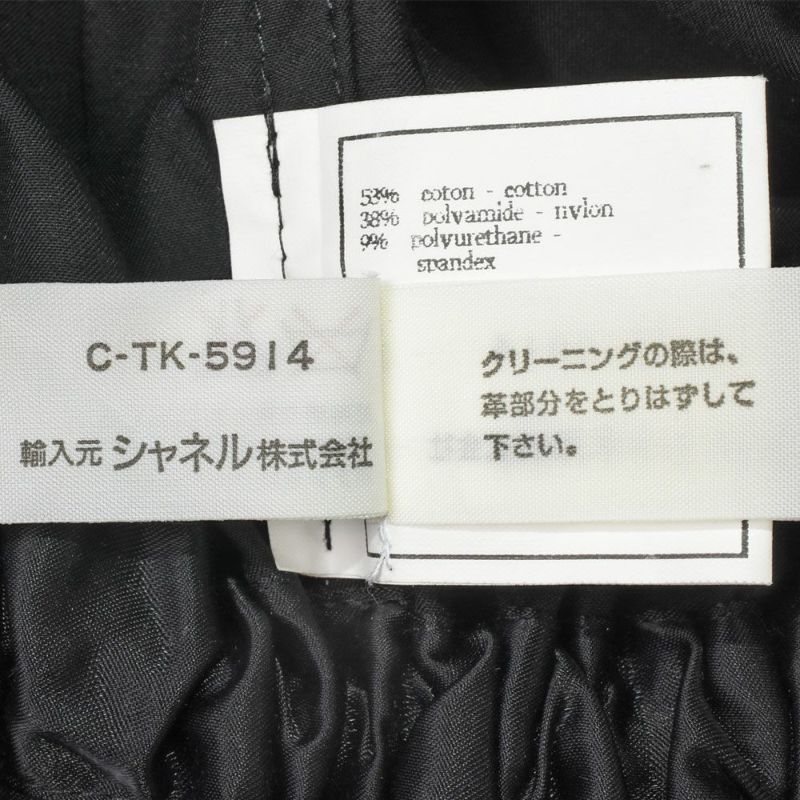 53% coton - cotton
38% polyamide - nylon
9% polyurethane -
spandex
C-TK-5914
輸入元 シャネル株式会社
クリーニングの際は、
革部分をとりはずして
下さい。